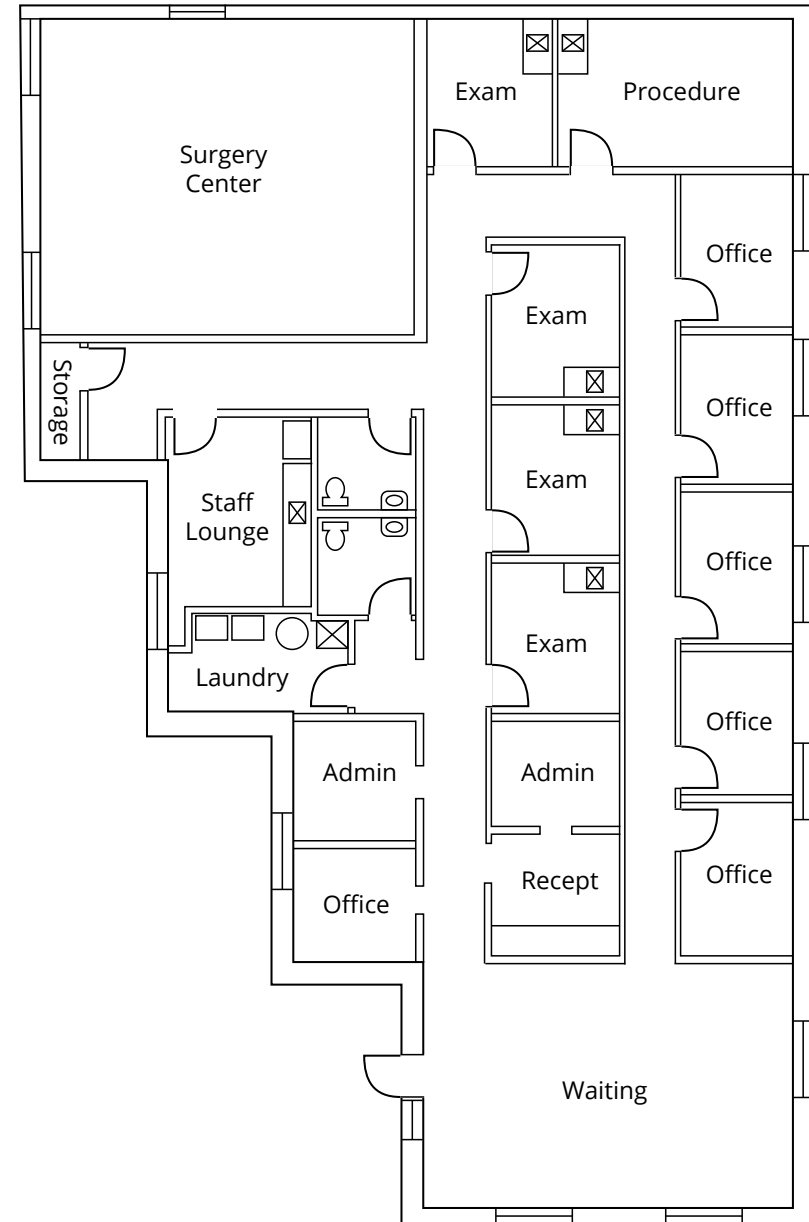 Exam
Procedure
Surgery
Center
Office
Exam
Storage
Office
Exam
Staff
Lounge
Office
Exam
Laundry
Office
Admin
Admin
Office
Recept
Office
Waiting